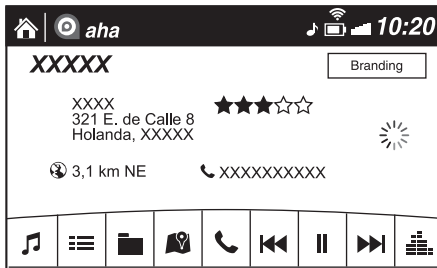 aha 10:20
XXXXX Branding
XXXX
321 E. de Calle 8
Holanda, XXXXX
3,1 km NE XXXXXXXXXX